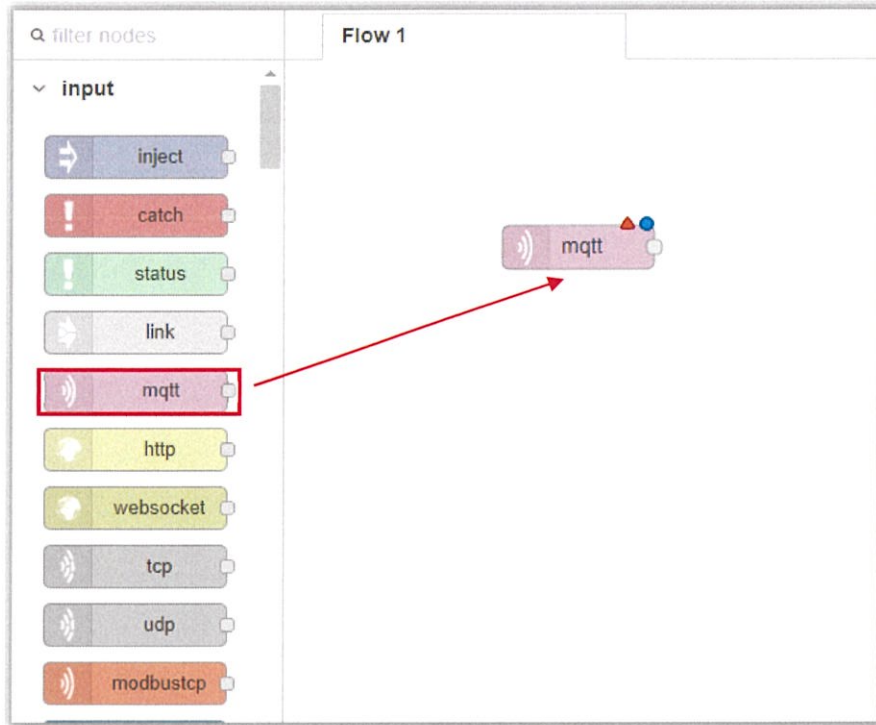 filter nodes
Flow 1
input
inject
catch
status
link
mqtt
mqtt
http
websocket
tcp
udp
modbustcp